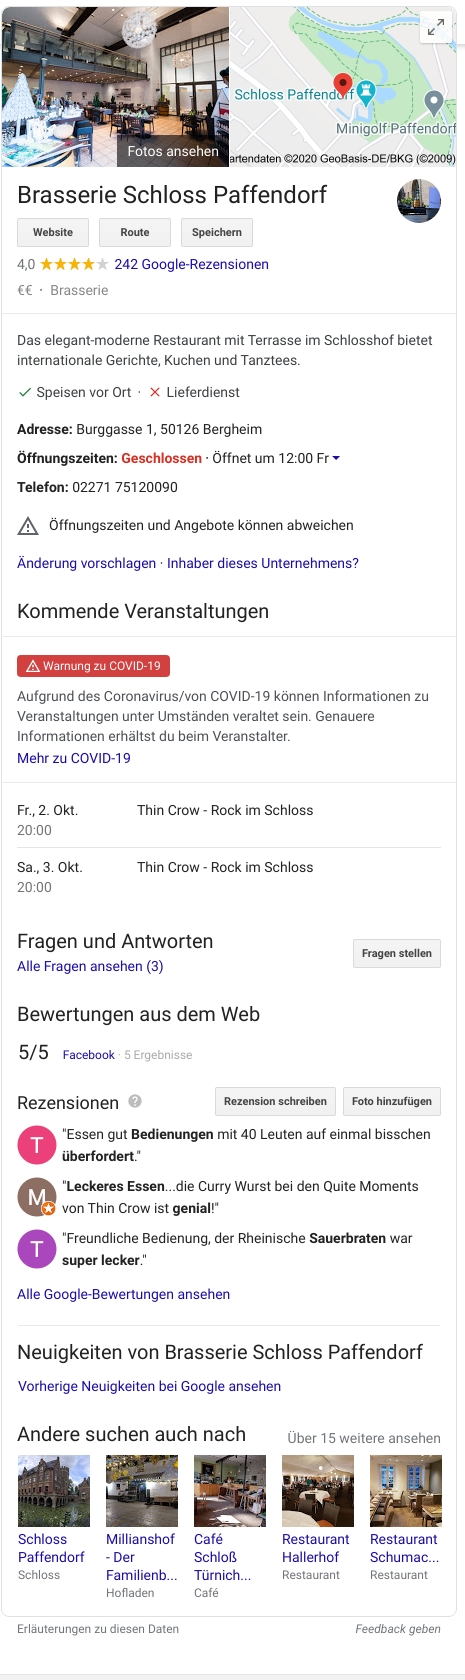 Schloss Paffendorf
Minigolf Paffendorf
Fotos ansehen
artendaten ©2020 GeoBasis-DE/BKG (©2009)
Brasserie Schloss Paffendorf
Website Route Speichern
4,0 242 Google-Rezensionen
€€ · Brasserie
Das elegant-moderne Restaurant mit Terrasse im Schlosshof bietet
internationale Gerichte, Kuchen und Tanztees.
Speisen vor Ort · Lieferdienst
Adresse: Burggasse 1, 50126 Bergheim
Öffnungszeiten: Geschlossen · Öffnet um 12:00 Fr
Telefon: 02271 75120090
Öffnungszeiten und Angebote können abweichen
Änderung vorschlagen · Inhaber dieses Unternehmens?
Kommende Veranstaltungen
Warnung zu COVID-19
Aufgrund des Coronavirus/von COVID-19 können Informationen zu
Veranstaltungen unter Umständen veraltet sein. Genauere
Informationen erhältst du beim Veranstalter.
Mehr zu COVID-19
Fr., 2. Okt. Thin Crow - Rock im Schloss
20:00
Sa., 3. Okt. Thin Crow - Rock im Schloss
20:00
Fragen und Antworten
Fragen stellen
Alle Fragen ansehen (3)
Bewertungen aus dem Web
5/5 Facebook · 5 Ergebnisse
Rezensionen ? Rezension schreiben Foto hinzufügen
T "Essen gut Bedienungen mit 40 Leuten auf einmal bisschen
überfordert."
M "Leckeres Essen...die Curry Wurst bei den Quite Moments
von Thin Crow ist genial!"
T "Freundliche Bedienung, der Rheinische Sauerbraten war
super lecker."
Alle Google-Bewertungen ansehen
Neuigkeiten von Brasserie Schloss Paffendorf
Vorherige Neuigkeiten bei Google ansehen
Andere suchen auch nach Über 15 weitere ansehen
Schloss
Paffendorf
Schloss
Millianshof
- Der
Familienb...
Hofladen
Café
Schloß
Türnich...
Café
Restaurant
Hallerhof
Restaurant
Restaurant
Schumac...
Restaurant
Erläuterungen zu diesen Daten Feedback geben